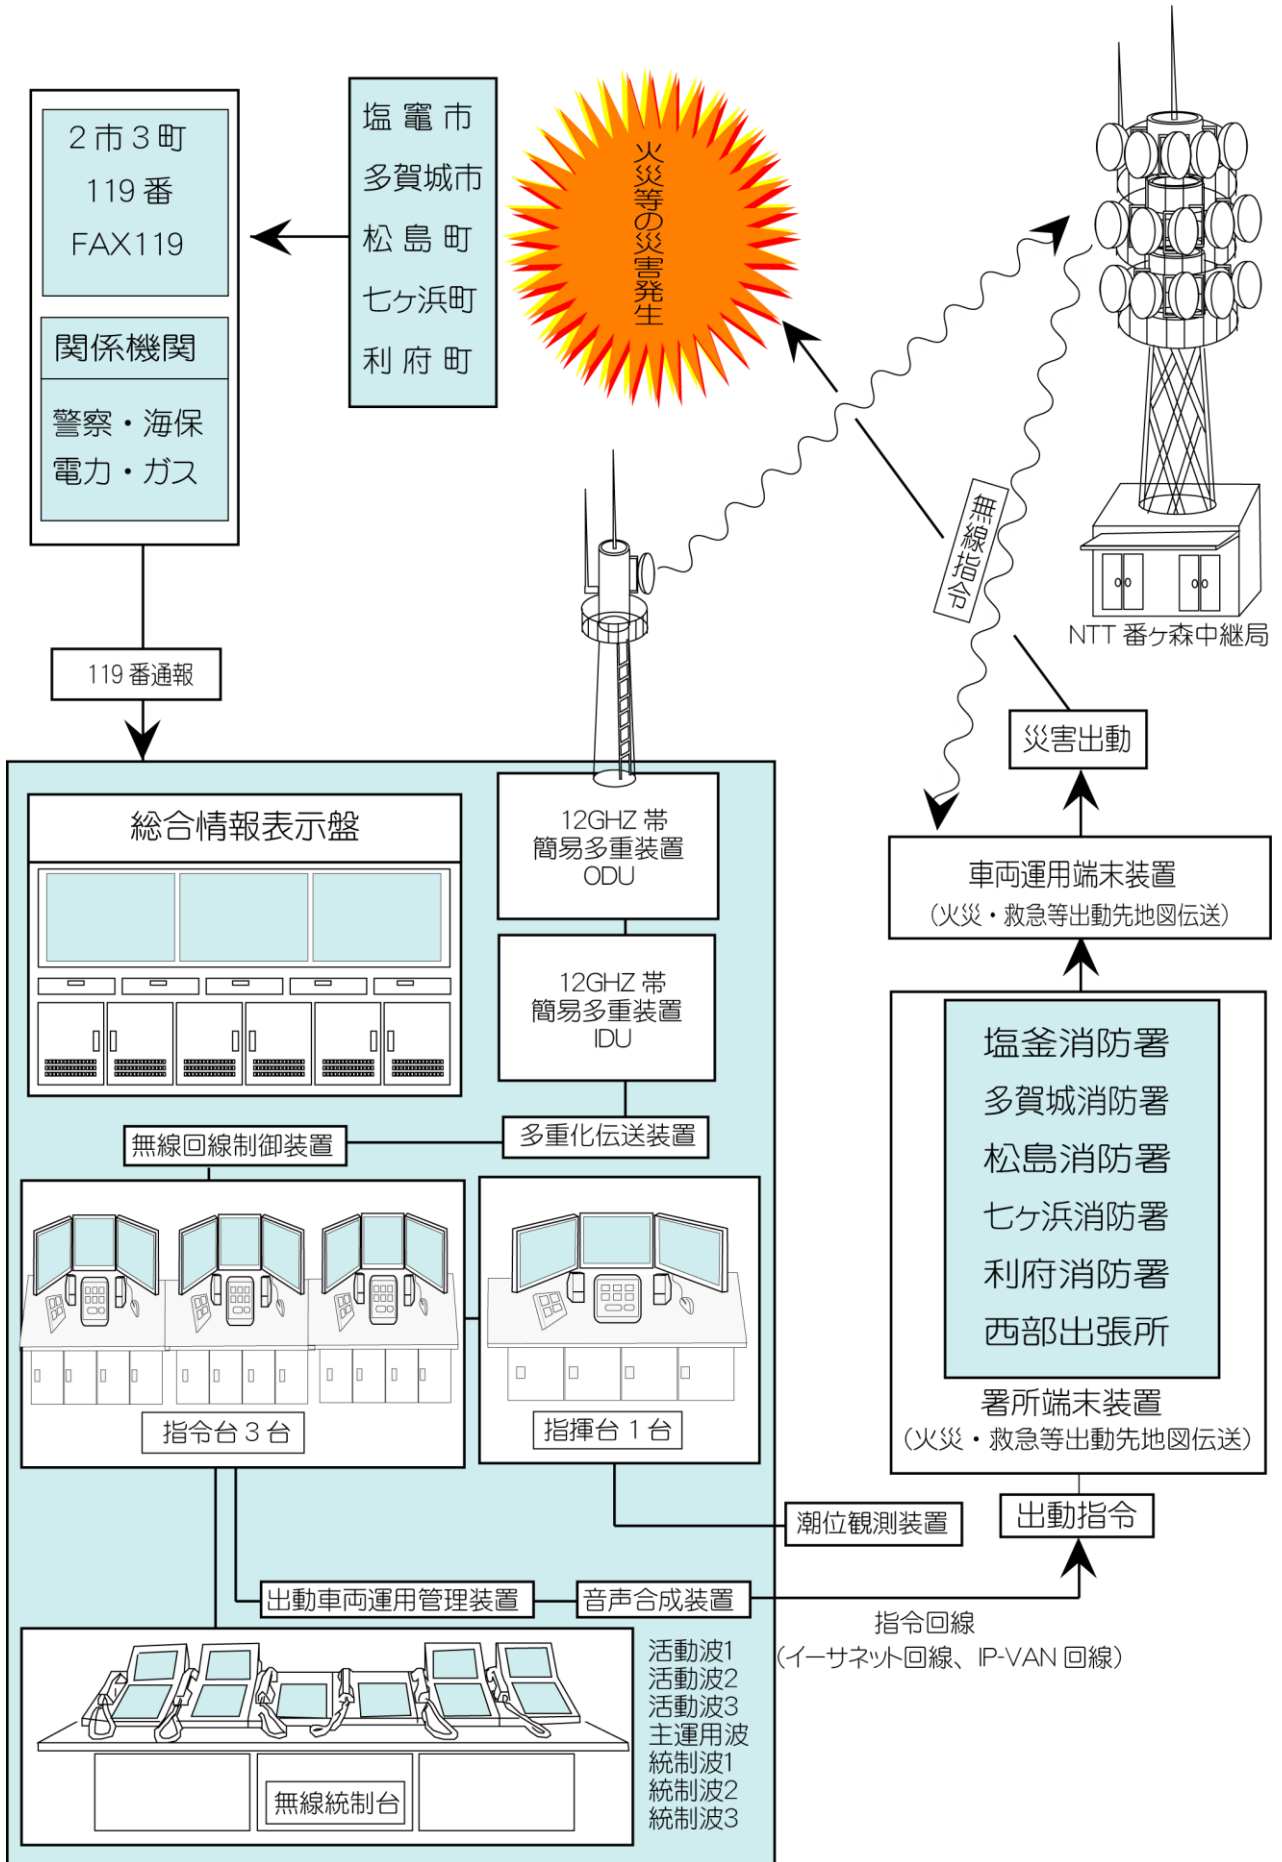 2市3町
119番
FAX119
関係機関
警察・海保
電力・ガス
塩竈市
多賀城市
松島町
七ヶ浜町
利府町
火災等の災害発生
無線指令
NTT 番ヶ森中継局
119番通報
災害出動
総合情報表示盤
12GHZ 帯
簡易多重装置
ODU
12GHZ 帯
簡易多重装置
IDU
車両運用端末装置
(火災・救急等出動先地図伝送)
無線回線制御装置
多重化伝送装置
塩釜消防署
多賀城消防署
松島消防署
七ヶ浜消防署
利府消防署
西部出張所
署所端末装置
(火災・救急等出動先地図伝送)
指令台3台
指揮台1台
潮位観測装置
出動指令
出動車両運用管理装置
音声合成装置
指令回線
(イーサネット回線、IP-VAN 回線)
活動波1
活動波2
活動波3
主運用波
統制波1
統制波2
統制波3
無線統制台